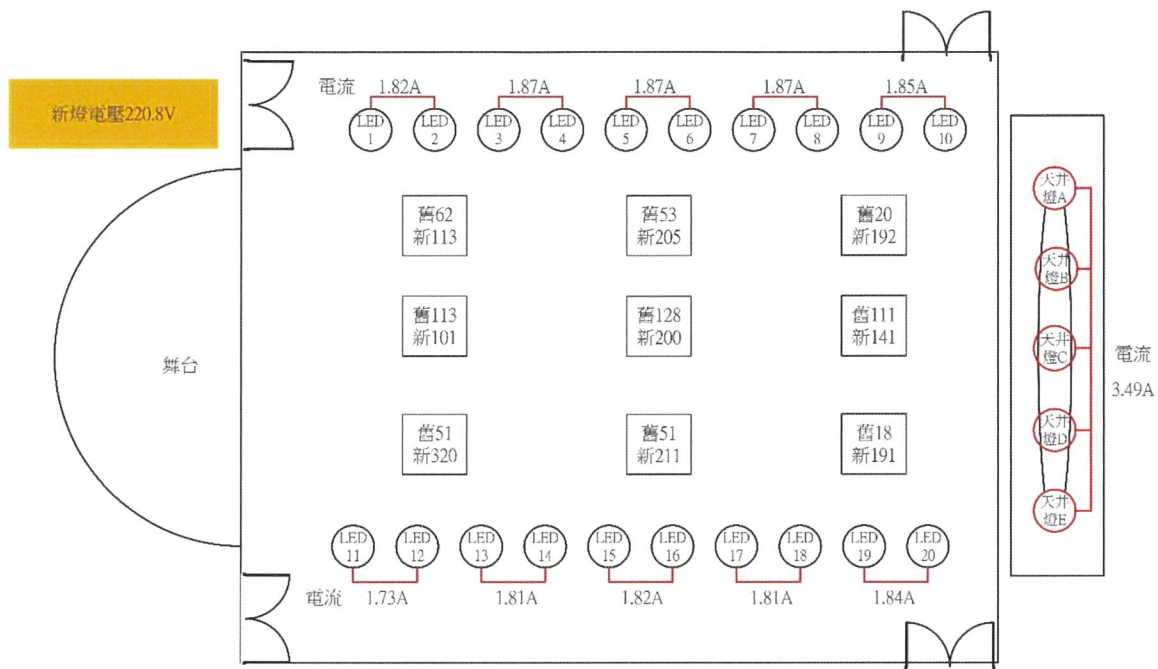 新燈電壓220.8V
電流
1.82A
1.87A
1.87A
1.87A
1.85A
LED
1
LED
2
LED
3
LED
4
LED
5
LED
6
LED
7
LED
8
LED
9
LED
10
舊62
新113
舊53
新205
舊20
新192
舊113
新101
舊128
新200
舊111
新141
舞台
舊51
新320
舊51
新211
舊18
新191
天井
燈A
天井
燈B
天井
燈C
天井
燈D
天井
燈E
電流
3.49A
LED
11
LED
12
LED
13
LED
14
LED
15
LED
16
LED
17
LED
18
LED
19
LED
20
電流
1.73A
1.81A
1.82A
1.81A
1.84A